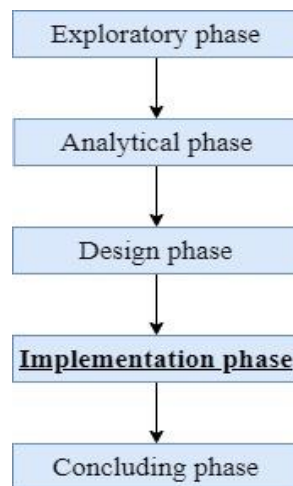 Exploratory phase
Analytical phase
Design phase
Implementation phase
Concluding phase